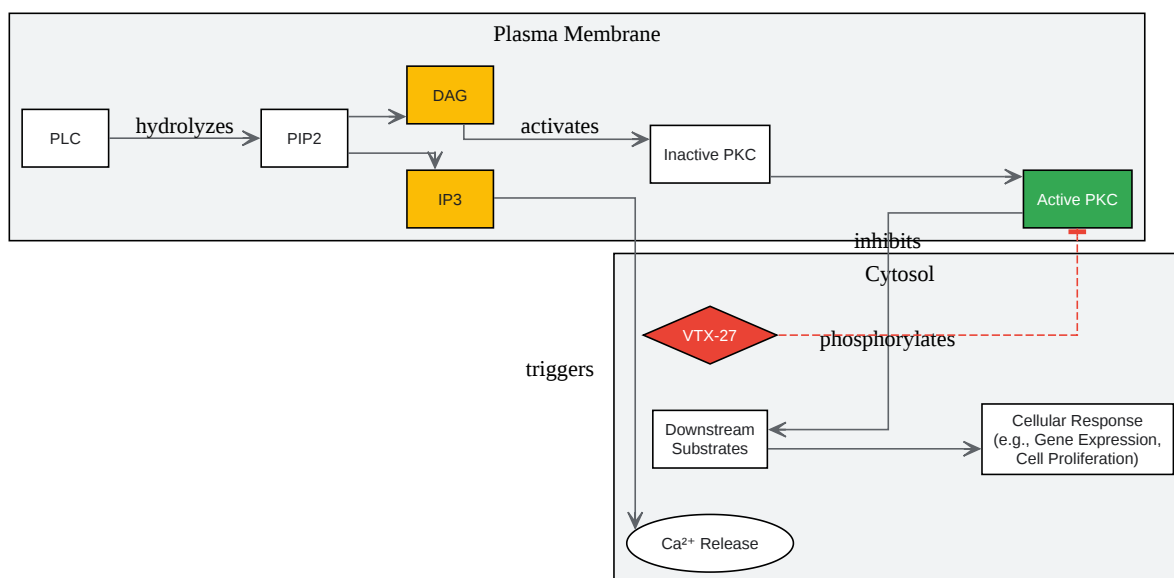 Plasma Membrane
DAG
PLC
hydrolyzes
PIP2
activates
Inactive PKC
IP3
Active PKC
inhibits
Cytosol
VTX-27
phosphorylates
triggers
Downstream
Substrates
Cellular Response
(e.g., Gene Expression,
Cell Proliferation)
Ca²⁺ Release